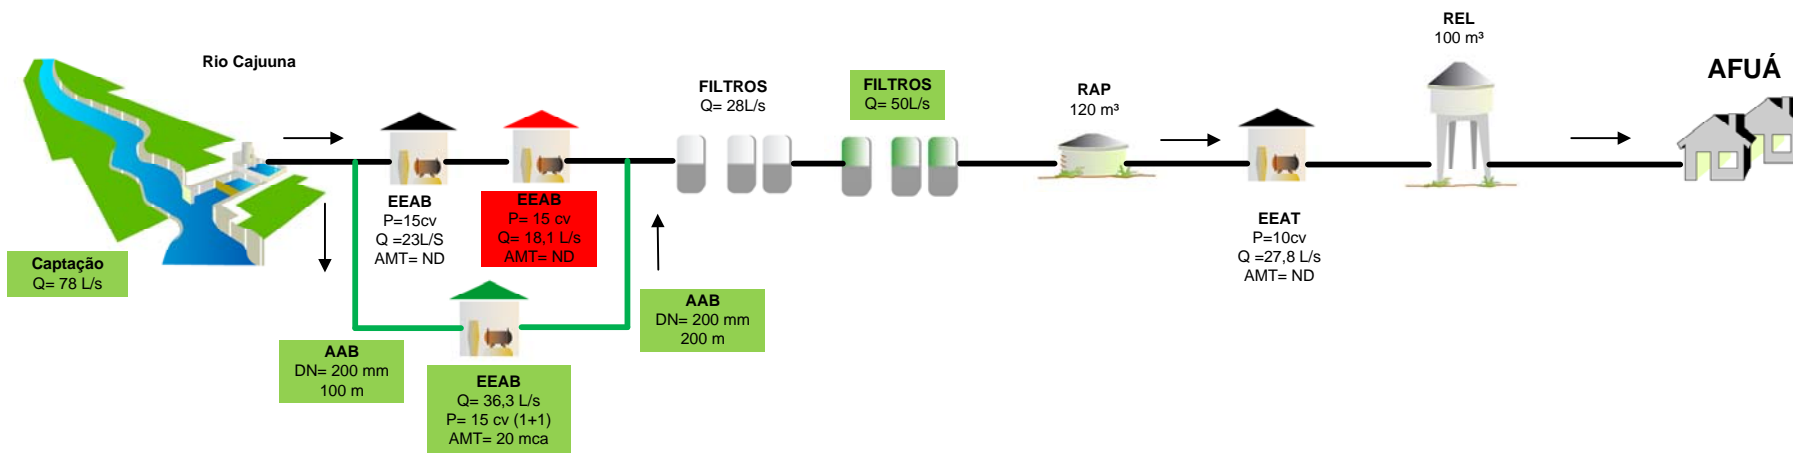 Rio Cajuuna
Captação
Q= 78 L/s
EEAB
P=15cv
Q =23L/S
AMT= ND
EEAB
P= 15 cv
Q= 18,1 L/s
AMT= ND
AAB
DN= 200 mm
100 m
EEAB
Q= 36,3 L/s
P= 15 cv (1+1)
AMT= 20 mca
AAB
DN= 200 mm
200 m
FILTROS
Q= 28L/s
FILTROS
Q= 50L/s
RAP
120 m³
EEAT
P=10cv
Q =27,8 L/s
AMT= ND
REL
100 m³
AFUÁ